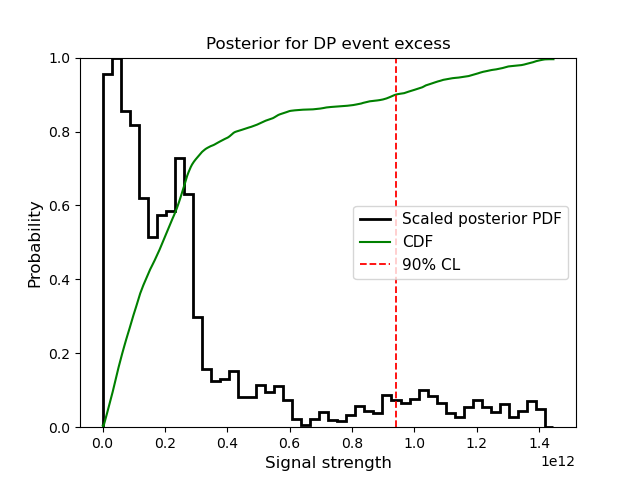 Posterior for DP event excess
1.0
0.8
0.6
0.4
0.2
0.0
Probability
Scaled posterior PDF
CDF
90% CL
0.0 0.2 0.4 0.6 0.8 1.0 1.2 1.4
1e12
Signal strength